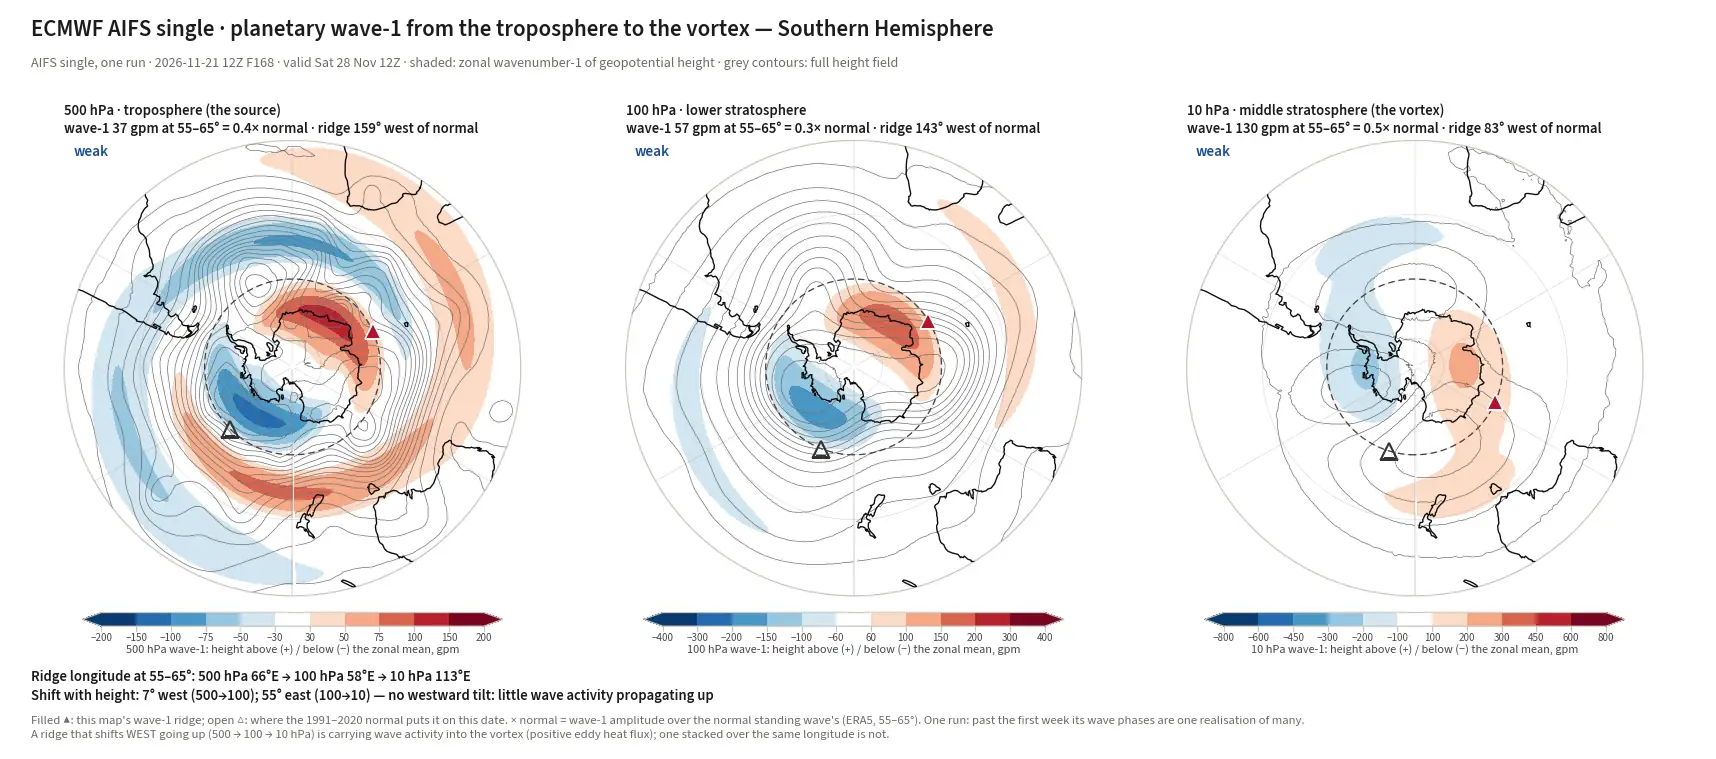 ECMWF AIFS single · planetary wave-1 from the troposphere to the vortex — Southern Hemisphere
AIFS single, one run · 2026-11-21 12Z F168 · valid Sat 28 Nov 12Z · shaded: zonal wavenumber-1 of geopotential height · grey contours: full height field
500 hPa · troposphere (the source)
wave-1 37 gpm at 55–65° = 0.4× normal · ridge 159° west of normal
weak
100 hPa · lower stratosphere
wave-1 57 gpm at 55–65° = 0.3× normal · ridge 143° west of normal
weak
10 hPa · middle stratosphere (the vortex)
wave-1 130 gpm at 55–65° = 0.5× normal · ridge 83° west of normal
weak
−200 −150 −100 −75 −50 −30 30 50 75 100 150 200
500 hPa wave-1: height above (+) / below (−) the zonal mean, gpm
−400 −300 −200 −150 −100 −60 60 100 150 200 300 400
100 hPa wave-1: height above (+) / below (−) the zonal mean, gpm
−800 −600 −450 −300 −200 −100 100 200 300 450 600 800
10 hPa wave-1: height above (+) / below (−) the zonal mean, gpm
Ridge longitude at 55–65°: 500 hPa 66°E → 100 hPa 58°E → 10 hPa 113°E
Shift with height: 7° west (500→100); 55° east (100→10) — no westward tilt: little wave activity propagating up
Filled ▲: this map's wave-1 ridge; open △: where the 1991–2020 normal puts it on this date. × normal = wave-1 amplitude over the normal standing wave's (ERA5, 55–65°). One run: past the first week its wave phases are one realisation of many.
A ridge that shifts WEST going up (500 → 100 → 10 hPa) is carrying wave activity into the vortex (positive eddy heat flux); one stacked over the same longitude is not.